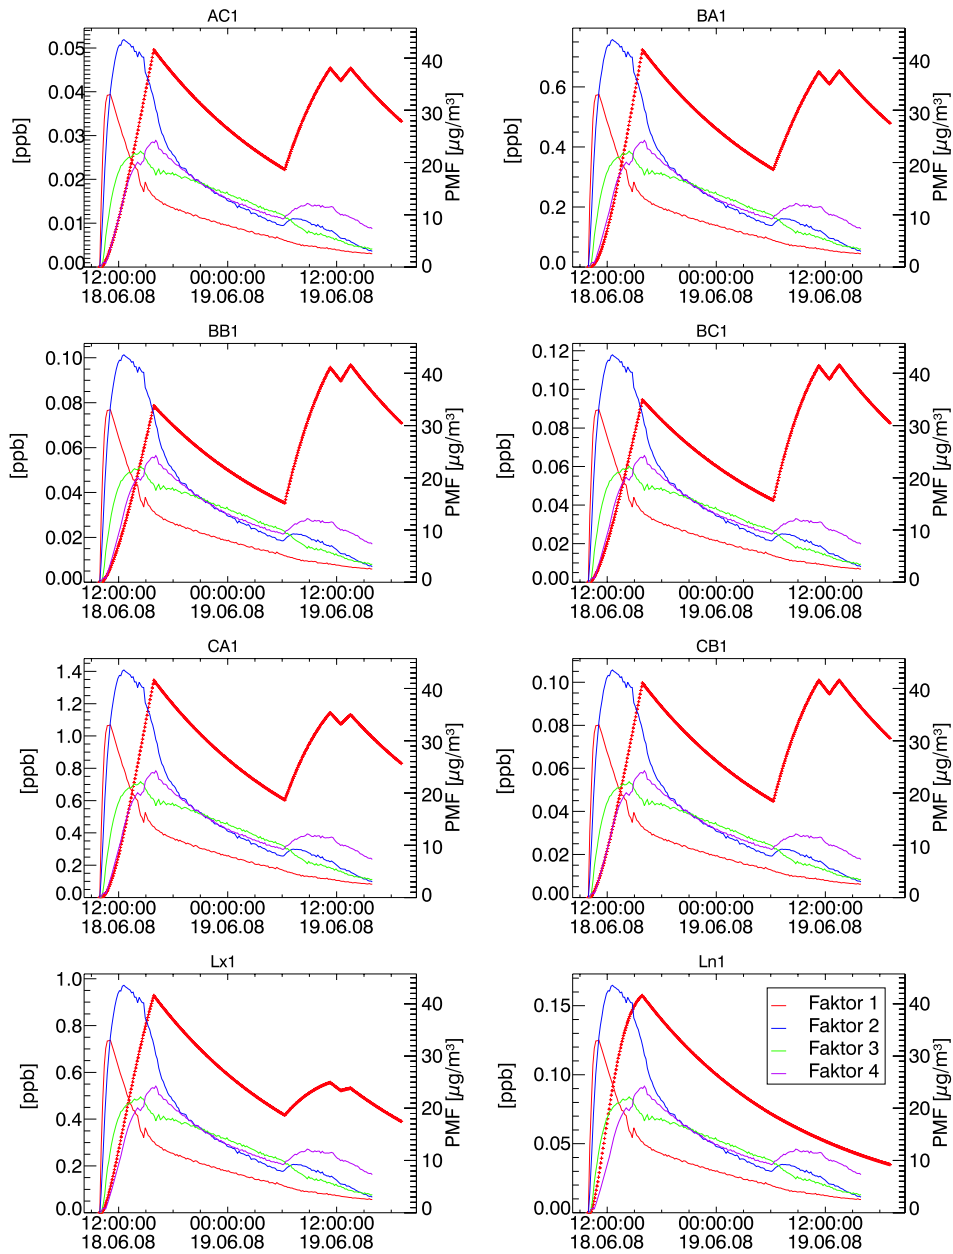 AC1
0.05
0.04
0.03
0.02
0.01
0.00
[ppb]
40
30
20
10
0
PMF [µg/m³]
12:00:00 00:00:00 12:00:00
18.06.08 19.06.08 19.06.08
BA1
0.6
0.4
0.2
0.0
[ppb]
40
30
20
10
0
PMF [µg/m³]
12:00:00 00:00:00 12:00:00
18.06.08 19.06.08 19.06.08
BB1
0.10
0.08
0.06
0.04
0.02
0.00
[ppb]
40
30
20
10
0
PMF [µg/m³]
12:00:00 00:00:00 12:00:00
18.06.08 19.06.08 19.06.08
BC1
0.12
0.10
0.08
0.06
0.04
0.02
0.00
[ppb]
40
30
20
10
0
PMF [µg/m³]
12:00:00 00:00:00 12:00:00
18.06.08 19.06.08 19.06.08
CA1
1.4
1.2
1.0
0.8
0.6
0.4
0.2
0.0
[ppb]
40
30
20
10
0
PMF [µg/m³]
12:00:00 00:00:00 12:00:00
18.06.08 19.06.08 19.06.08
CB1
0.10
0.08
0.06
0.04
0.02
0.00
[ppb]
40
30
20
10
0
PMF [µg/m³]
12:00:00 00:00:00 12:00:00
18.06.08 19.06.08 19.06.08
Lx1
1.0
0.8
0.6
0.4
0.2
0.0
[ppb]
40
30
20
10
0
PMF [µg/m³]
12:00:00 00:00:00 12:00:00
18.06.08 19.06.08 19.06.08
Ln1
0.15
0.10
0.05
0.00
[ppb]
Faktor 1
Faktor 2
Faktor 3
Faktor 4
40
30
20
10
0
PMF [µg/m³]
12:00:00 00:00:00 12:00:00
18.06.08 19.06.08 19.06.08